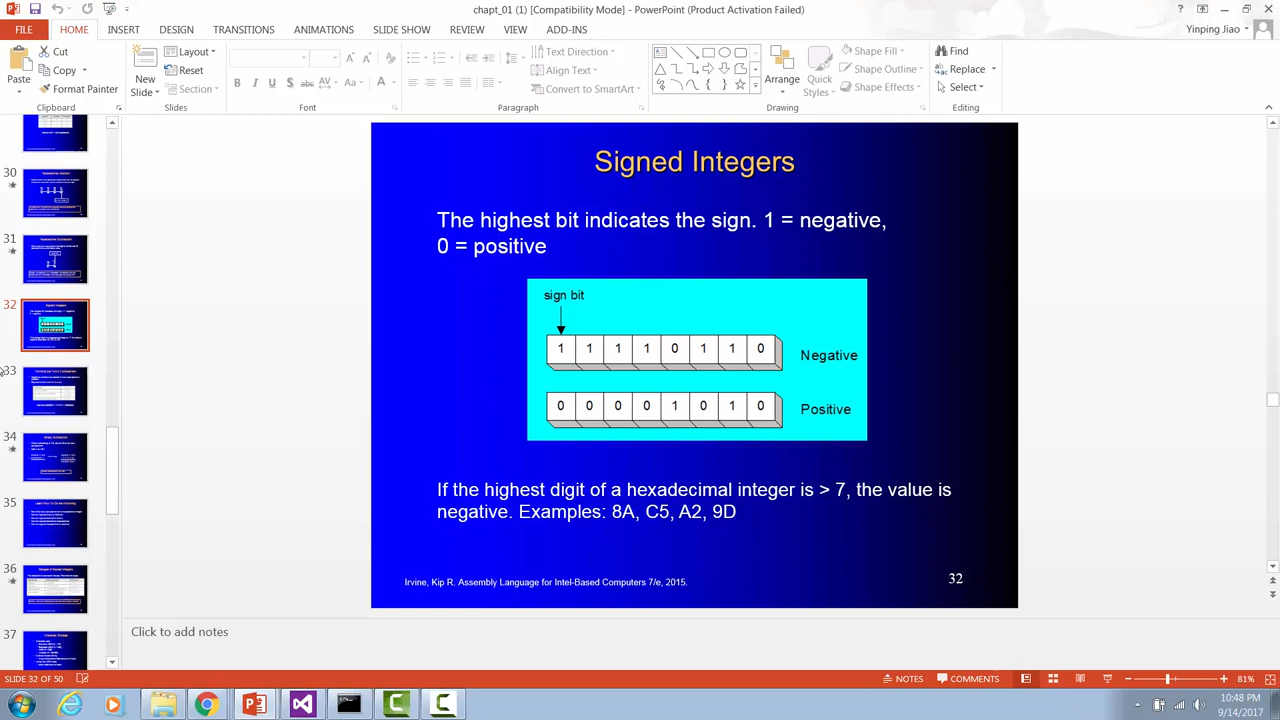 chapt_01 (1) [Compatibility Mode] - PowerPoint (Product Activation Failed)
FILE HOME INSERT DESIGN TRANSITIONS ANIMATIONS SLIDE SHOW REVIEW VIEW ADD-INS Yinping Jiao
Paste Cut Copy Format Painter
New Slide Layout Reset Section
B I U S abc AV Aa A
Text Direction Align Text Convert to SmartArt
Arrange Quick Styles Shape Fill Shape Outline Shape Effects
Find Replace Select
Clipboard Slides Font Paragraph Drawing Editing
30
31
32
33
34
35
36
37
Signed Integers
The highest bit indicates the sign. 1 = negative,
0 = positive
sign bit
1 1 1 1 0 1 1 0
Negative
0 0 0 0 1 0 0
Positive
If the highest digit of a hexadecimal integer is > 7, the value is
negative. Examples: 8A, C5, A2, 9D
Irvine, Kip R. Assembly Language for Intel-Based Computers 7/e, 2015.
32
Click to add notes
SLIDE 32 OF 50 NOTES COMMENTS 81%
10:48 PM
9/14/2017